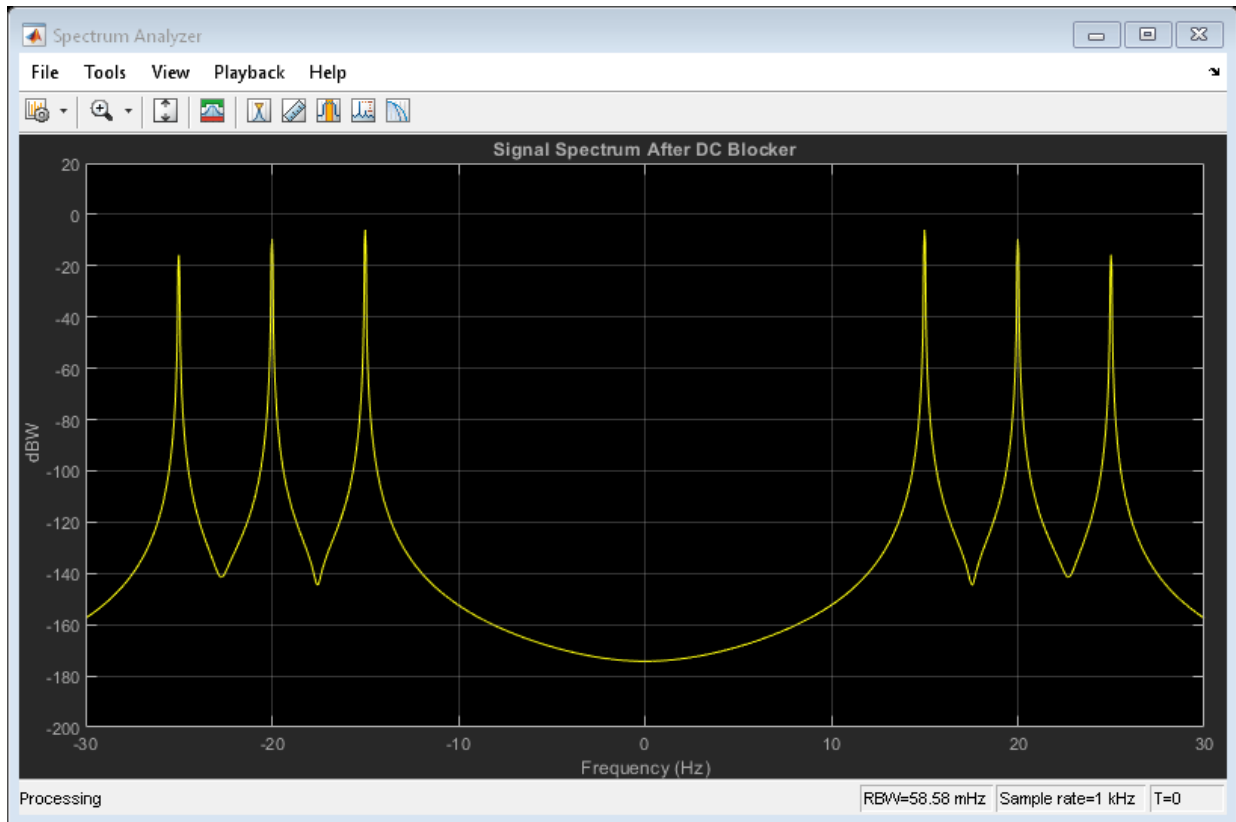 Spectrum Analyzer
File Tools View Playback Help
Signal Spectrum After DC Blocker
20
0
-20
-40
-60
-80
-100
-120
-140
-160
-180
-200
dBW
-30 -20 -10 0 10 20 30
Frequency (Hz)
Processing RBW=58.58 mHz Sample rate=1 kHz T=0